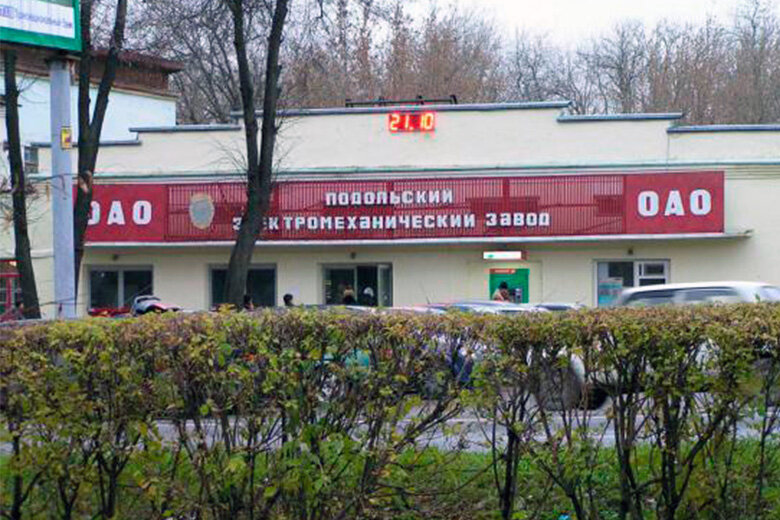 21.10
ОАО
ПОДОЛЬСКИЙ
ЭЛЕКТРОМЕХАНИЧЕСКИЙ ЗАВОД
ОАО